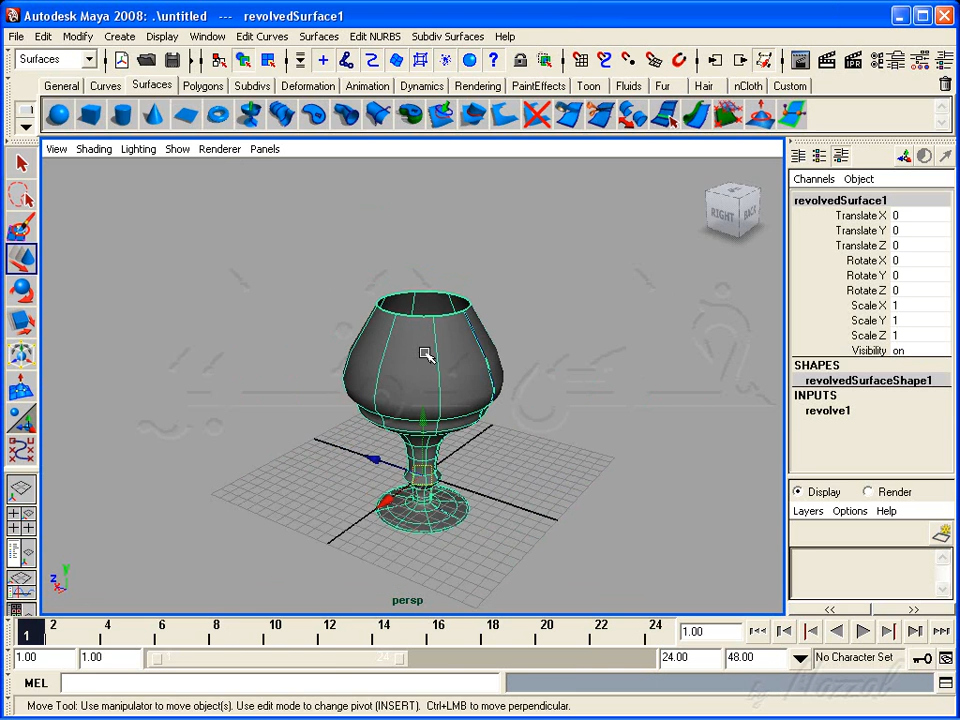 Autodesk Maya 2008: .\untitled --- revolvedSurface1
File Edit Modify Create Display Window Edit Curves Surfaces Edit NURBS Subdiv Surfaces Help
Surfaces
General Curves Surfaces Polygons Subdivs Deformation Animation Dynamics Rendering PaintEffects Toon Fluids Fur Hair nCloth Custom
View Shading Lighting Show Renderer Panels
Channels Object
revolvedSurface1
Translate X 0
Translate Y 0
Translate Z 0
Rotate X 0
Rotate Y 0
Rotate Z 0
Scale X 1
Scale Y 1
Scale Z 1
Visibility on
SHAPES
revolvedSurfaceShape1
INPUTS
revolve1
RIGHT BACK
Display Render
Layers Options Help
y
z x
persp
1 2 4 6 8 10 12 14 16 18 20 22 24 1.00
1.00 1.00 24 24.00 48.00 No Character Set
MEL
by Nazzal
Move Tool: Use manipulator to move object(s). Use edit mode to change pivot (INSERT). Ctrl+LMB to move perpendicular.